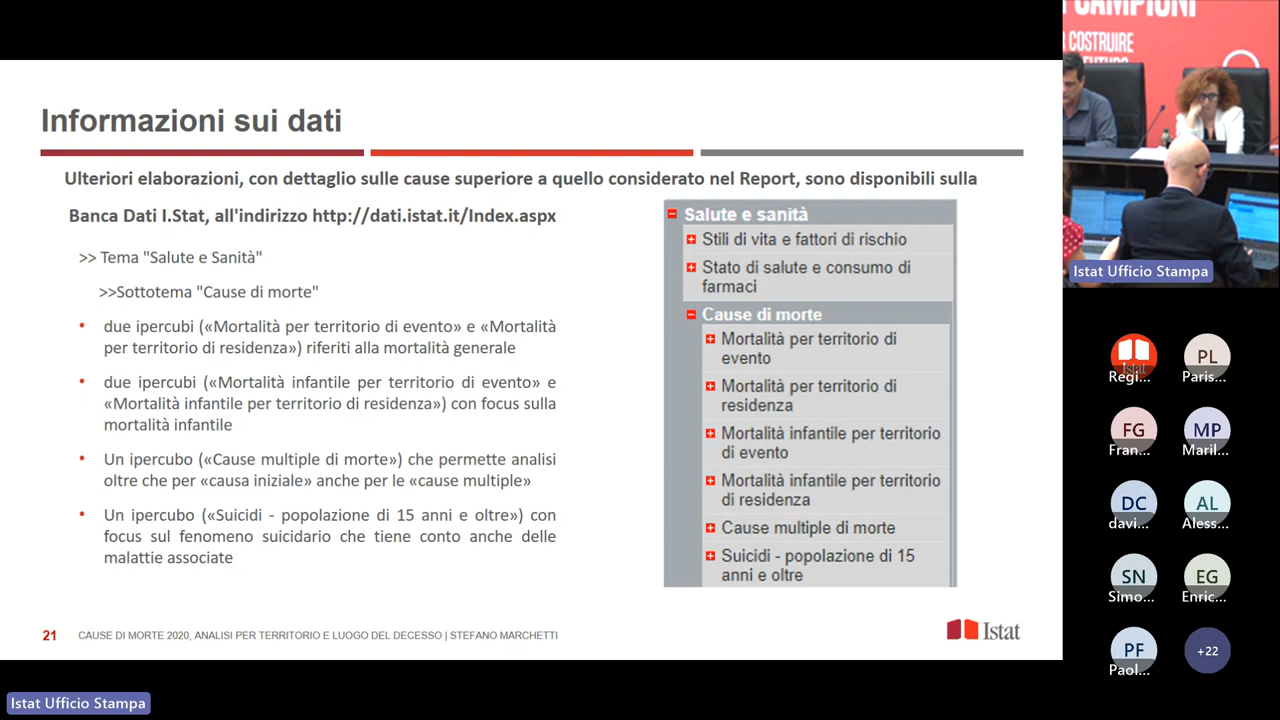 Informazioni sui dati
Ulteriori elaborazioni, con dettaglio sulle cause superiore a quello considerato nel Report, sono disponibili sulla
Banca Dati I.Stat, all'indirizzo http://dati.istat.it/Index.aspx
>> Tema "Salute e Sanità"
>>Sottotema "Cause di morte"
• due ipercubi («Mortalità per territorio di evento» e «Mortalità
per territorio di residenza») riferiti alla mortalità generale
• due ipercubi («Mortalità infantile per territorio di evento» e
«Mortalità infantile per territorio di residenza») con focus sulla
mortalità infantile
• Un ipercubo («Cause multiple di morte») che permette analisi
oltre che per «causa iniziale» anche per le «cause multiple»
• Un ipercubo («Suicidi - popolazione di 15 anni e oltre») con
focus sul fenomeno suicidario che tiene conto anche delle
malattie associate
Salute e sanità
Stili di vita e fattori di rischio
Stato di salute e consumo di
farmaci
Cause di morte
Mortalità per territorio di
evento
Mortalità per territorio di
residenza
Mortalità infantile per territorio
di evento
Mortalità infantile per territorio
di residenza
Cause multiple di morte
Suicidi - popolazione di 15
anni e oltre
21 CAUSE DI MORTE 2020, ANALISI PER TERRITORIO E LUOGO DEL DECESSO | STEFANO MARCHETTI
Istat
CAMPIONI
COSTRUIRE
Istat Ufficio Stampa
Istat
Regi...
PL
Paris...
FG
Fran...
MP
Maril...
DC
davi...
AL
Aless...
SN
Simo...
EG
Enric...
PF
Paol...
+22
Istat Ufficio Stampa